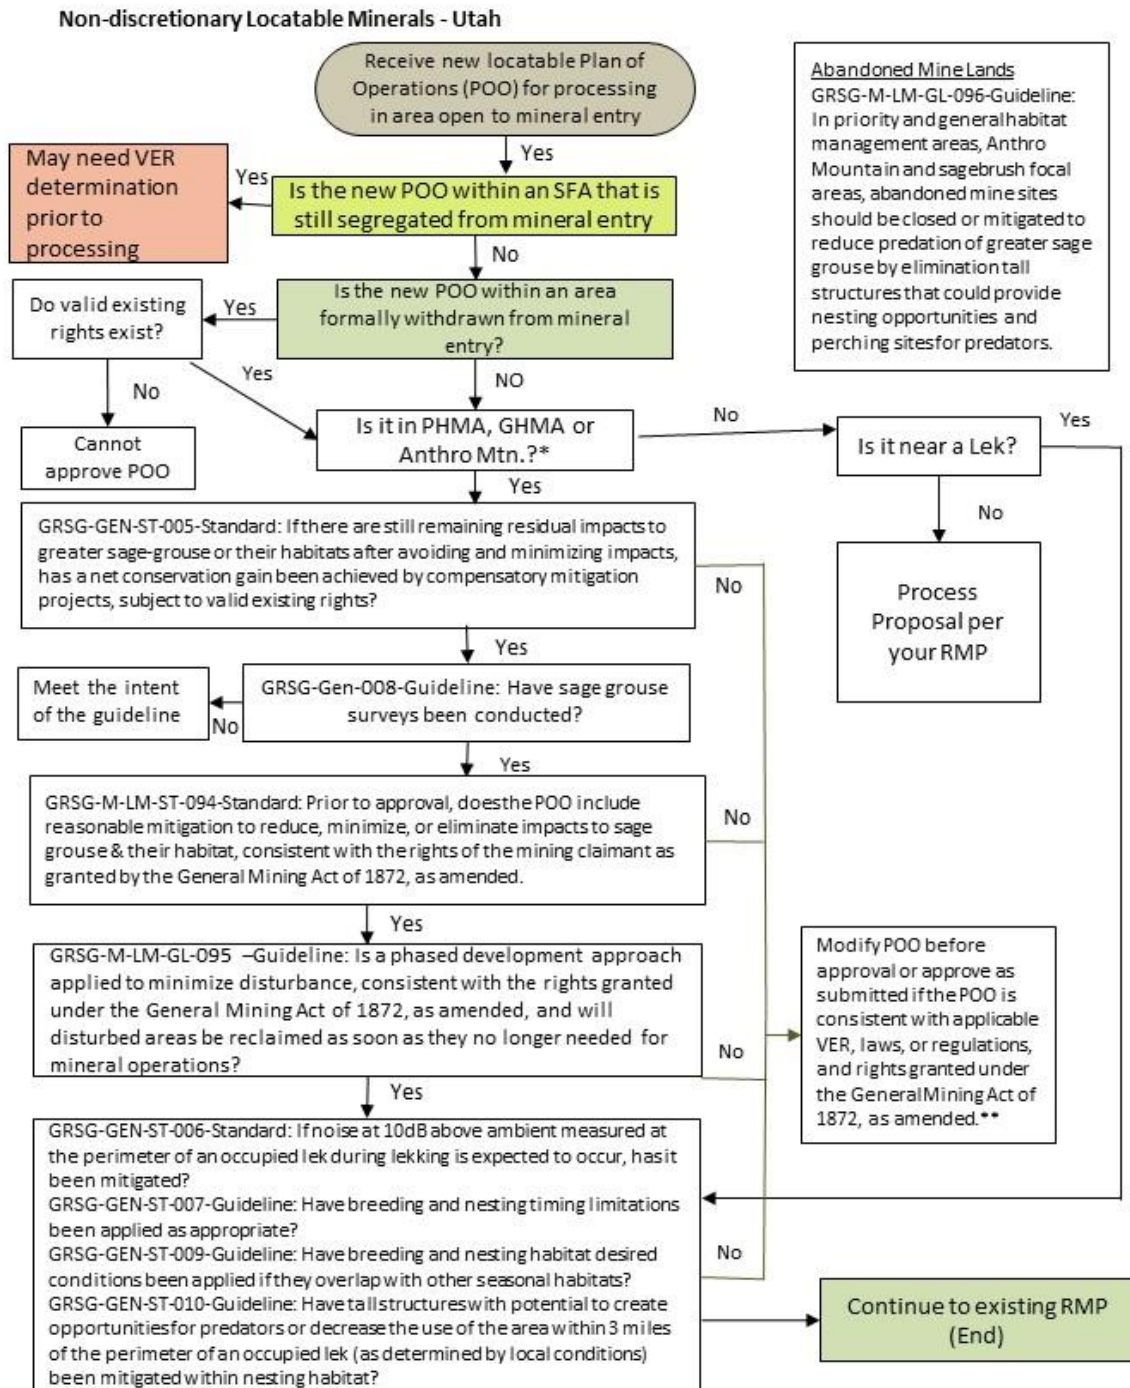 Non-discretionary Locatable Minerals - Utah
Receive new locatable Plan of
Operations (POO) for processing
in area open to mineral entry
Abandoned Mine Lands
GRSG-M-LM-GL-096-Guideline:
In priority and generalhabitat
management areas, Anthro
Mountain and sagebrush focal
areas, abandoned mine sites
should be closed or mitigated to
reduce predation of greater sage
grouse by elimination tall
structures that could provide
nesting opportunities and
perching sitesfor predators.
Yes
May need VER
determination
prior to
processing
Yes
Is the new POO within an SFA that is
still segregated from mineral entry
No
Do valid existing
rights exist?
Yes
Is the new POO within an area
formally withdrawn from mineral
entry?
No
Yes
NO
Cannot
approve POO
Is it in PHMA, GHMA or
Anthro Mtn.?*
No
Is it near a Lek?
Yes
Yes
No
Process
Proposal per
your RMP
GRSG-GEN-ST-005-Standard: If there are still remaining residual impacts to
greater sage-grouse or their habitats after avoiding and minimizing impacts,
has a net conservation gain been achieved by compensatory mitigation
projects, subject to valid existing rights?
No
Yes
Meet the intent
of the guideline
No
GRSG-Gen-008-Guideline: Have sage grouse
surveys been conducted?
Yes
GRSG-M-LM-ST-094-Standard: Prior to approval, doesthe POO include
reasonable mitigation to reduce, minimize, or eliminate impacts to sage
grouse & their habitat, consistent with the rights of the mining claimant as
granted by the General Mining Act of 1872, as amended.
No
Yes
GRSG-M-LM-GL-095 –Guideline: Is a phased development approach
applied to minimize disturbance, consistent with the rights granted
under the General Mining Act of 1872, as amended, and will
disturbed areas be reclaimed as soon as they no longer needed for
mineral operations?
No
Modify POO before
approval or approve as
submitted if the POO is
consistent with applicable
VER, laws, or regulations,
and rights granted under
the General Mining Act of
1872, as amended.**
Yes
GRSG-GEN-ST-006-Standard: If noise at 10dB above ambient measured at
the perimeter of an occupied lek during lekking is expected to occur, has it
been mitigated?
GRSG-GEN-ST-007-Guideline: Have breeding and nesting timing limitations
been applied as appropriate?
GRSG-GEN-ST-009-Guideline: Have breeding and nesting habitat desired
conditions been applied if they overlap with other seasonal habitats?
GRSG-GEN-ST-010-Guideline: Have tall structures with potential to create
opportunities for predators or decrease the use of the area within 3 miles
of the perimeter of an occupied lek (as determined by local conditions)
been mitigated within nesting habitat?
No
Continue to existing RMP
(End)